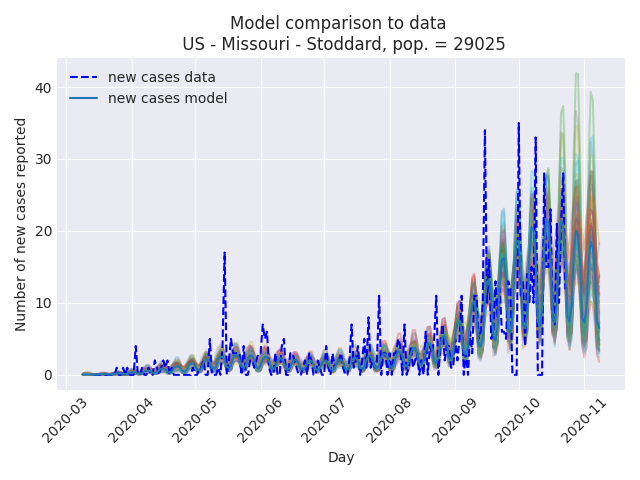 Model comparison to data
US - Missouri - Stoddard, pop. = 29025
new cases data
new cases model
Number of new cases reported
40
30
20
10
0
2020-03
2020-04
2020-05
2020-06
2020-07
2020-08
2020-09
2020-10
2020-11
Day